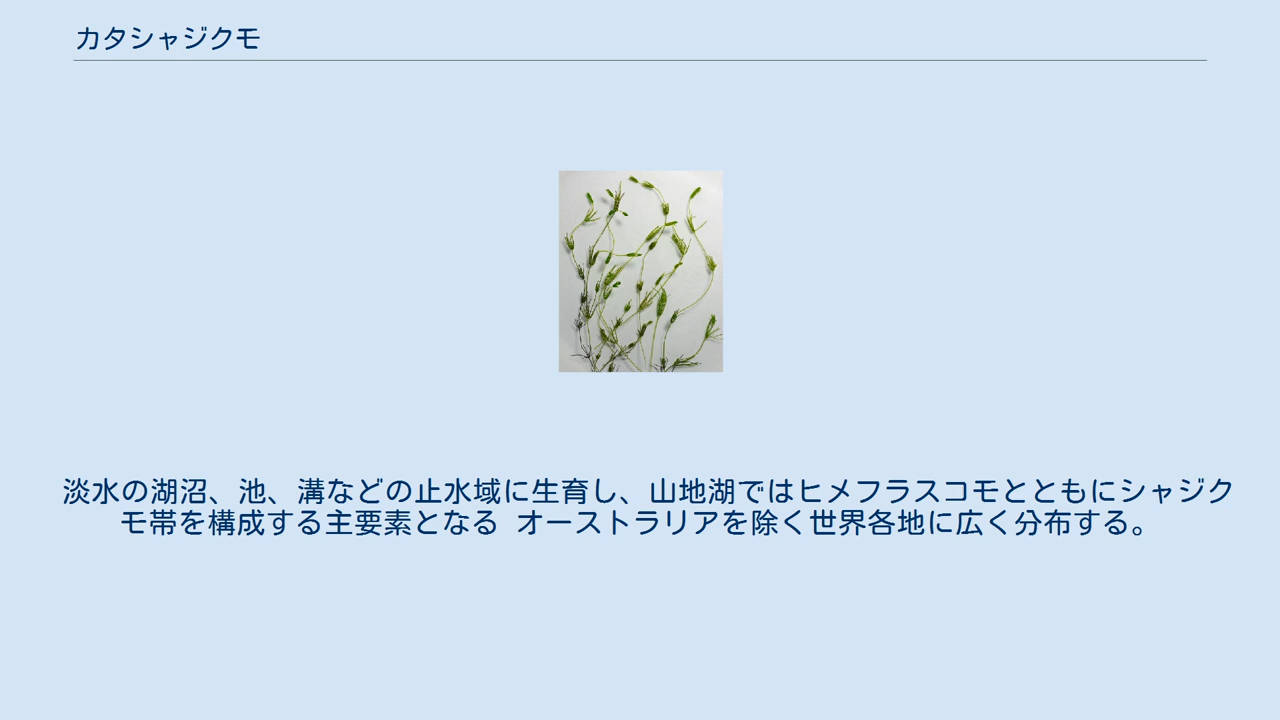 カタシャジクモ
淡水の湖沼、池、溝などの止水域に生育し、山地湖ではヒメフラスコモとともにシャジク
モ帯を構成する主要素となる オーストラリアを除く世界各地に広く分布する。